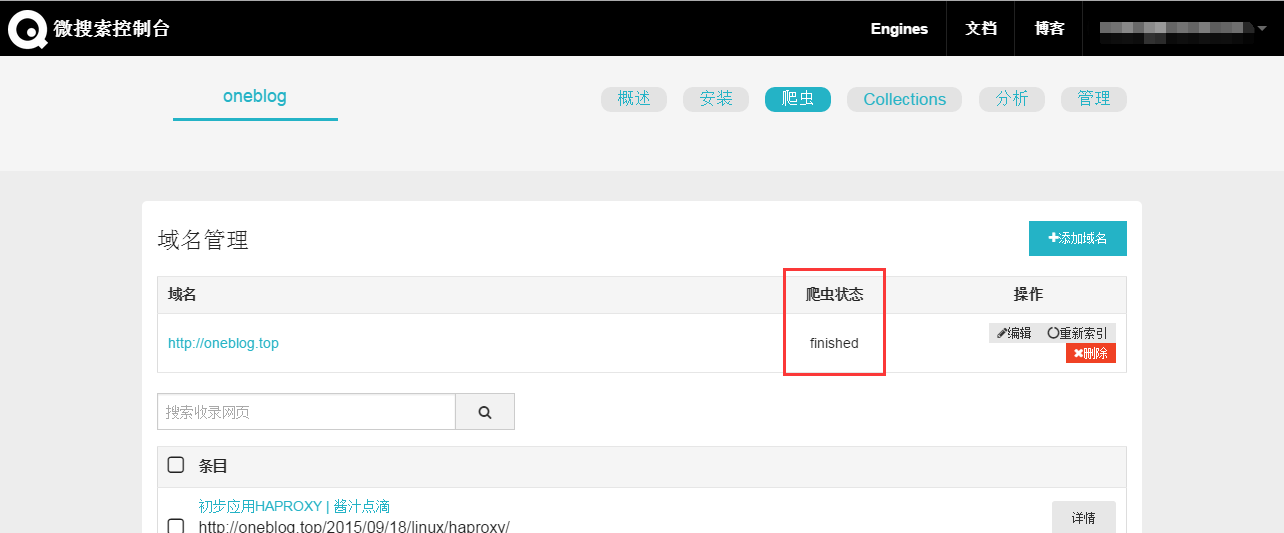 微搜索控制台
Engines 文档 博客
oneblog
概述 安装 爬虫 Collections 分析 管理
域名管理
添加域名
域名 爬虫状态 操作
http://oneblog.top finished 编辑 重新索引
删除
搜索收录网页
条目
初步应用HAPROXY | 酱汁点滴
http://oneblog.top/2015/09/18/linux/haproxy/
详情